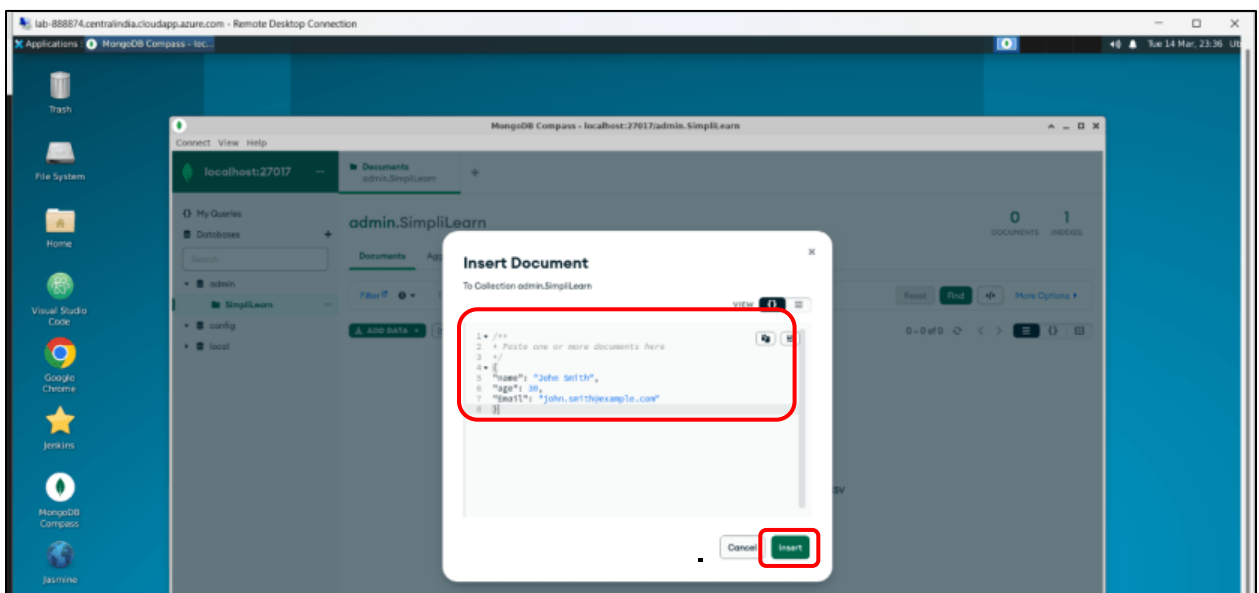 lab-888874.centralindia.cloudapp.azure.com - Remote Desktop Connection
Applications : MongoDB Compass - loc... Tue 14 Mar, 23:36 Ub
Trash
File System
Home
Visual Studio
Code
Google
Chrome
Jenkins
MongoDB
Compass
Jasmine
MongoDB Compass - localhost:27017/admin.SimpliLearn
Connect View Help
localhost:27017 ...
Documents
admin.SimpliLearn
+
{} My Queries
Databases +
Search
admin
SimpliLearn ...
config
local
admin.SimpliLearn
0 1
DOCUMENTS INDEXES
Documents Agg
Filter
Reset Find More Options
ADD DATA
0 - 0 of 0
Insert Document
To Collection admin.SimpliLearn
VIEW {}
1 /**
2 * Paste one or more documents here
3 */
4 {
5 "name": "John Smith",
6 "age": 30,
7 "Email": "john.smith@example.com"
8 }
SV
Cancel Insert